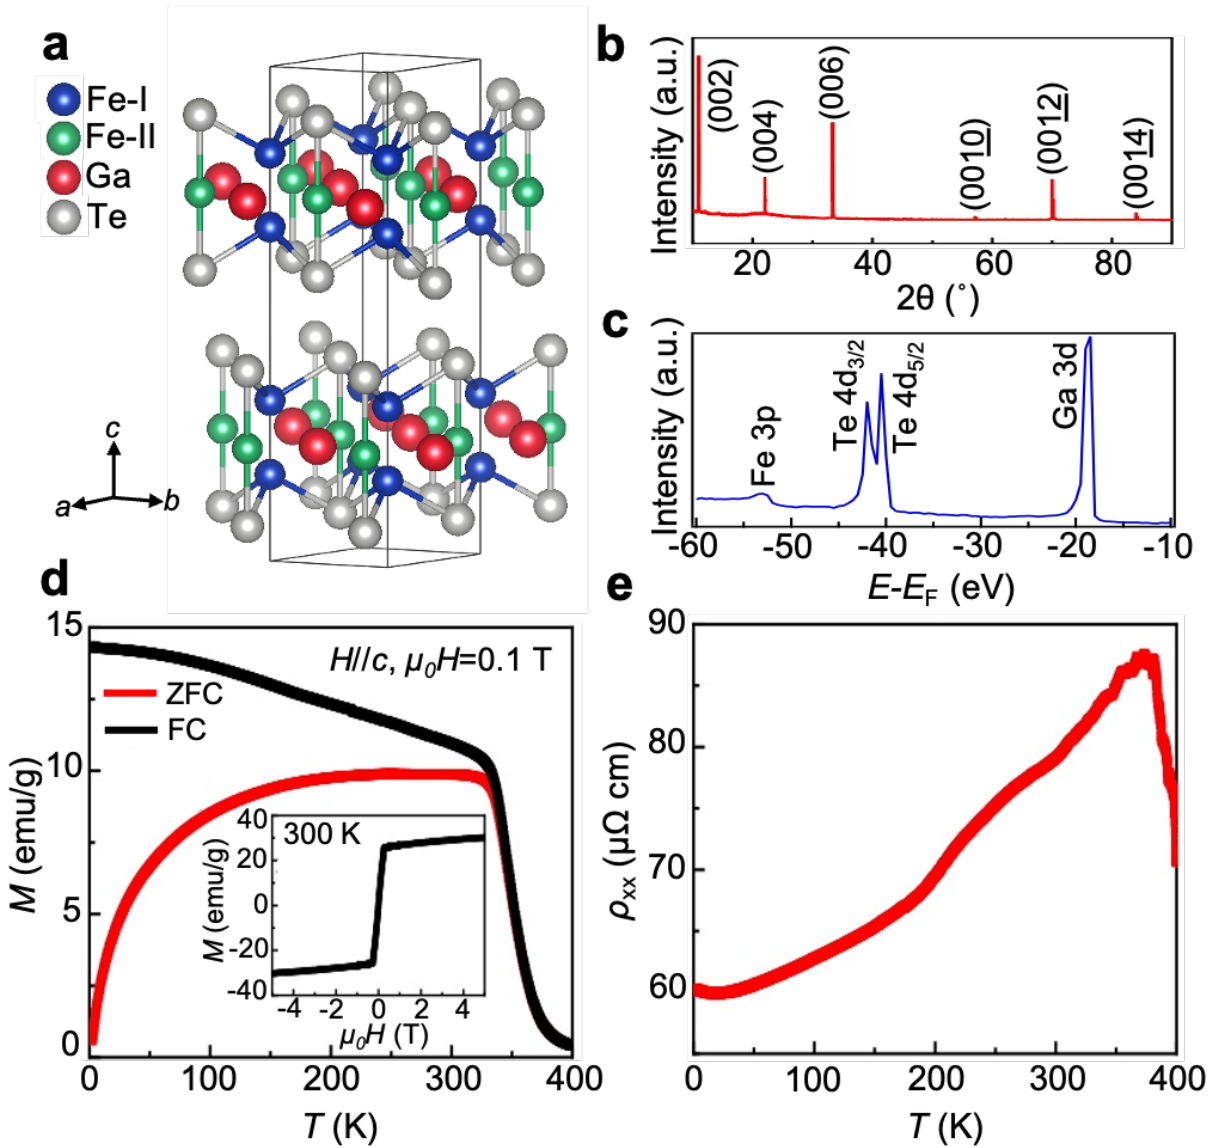 a
Fe-I
Fe-II
Ga
Te
c
a
b
b
Intensity (a.u.)
(002)
(004)
(006)
(0010)
(0012)
(0014)
20
40
60
80
2θ (°)
c
Intensity (a.u.)
Fe 3p
Te 4d3/2
Te 4d5/2
Ga 3d
-60
-50
-40
-30
-20
-10
E-EF (eV)
d
15
10
5
0
M (emu/g)
H//c, μ0H=0.1 T
ZFC
FC
300 K
40
20
0
-20
-40
M (emu/g)
-4
-2
0
2
4
μ0H (T)
0
100
200
300
400
T (K)
e
90
80
70
60
ρxx (μΩ cm)
0
100
200
300
400
T (K)